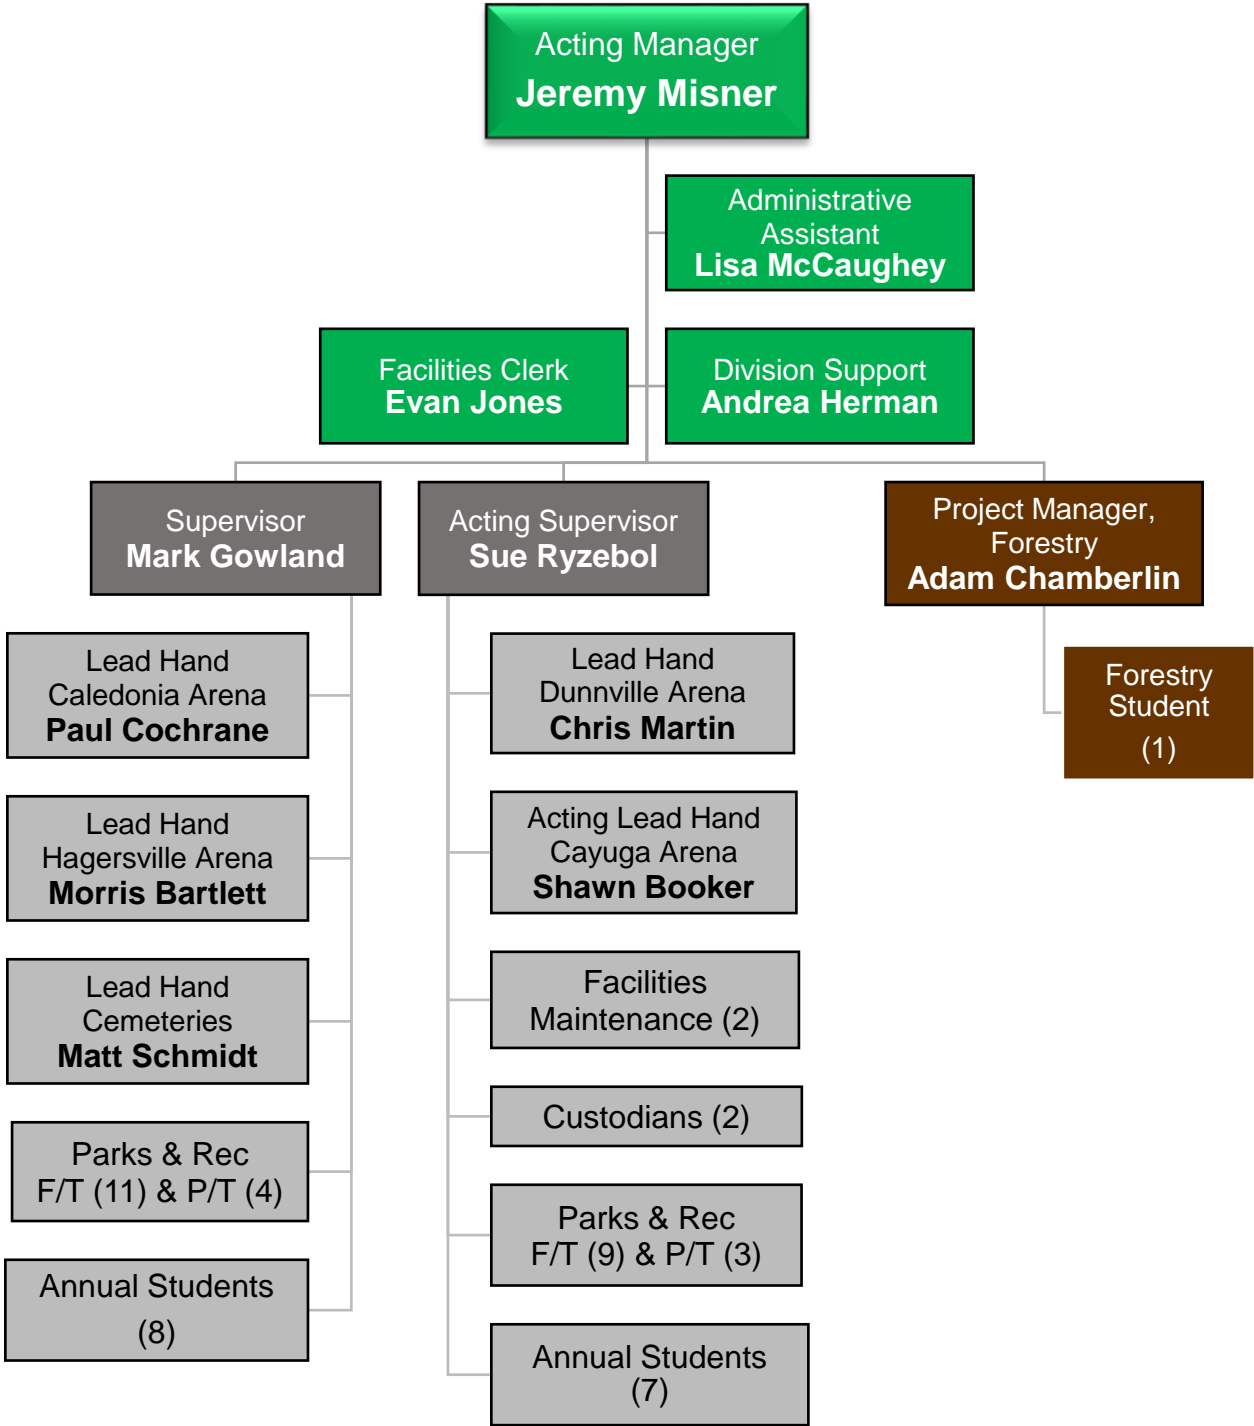 Acting Manager
Jeremy Misner
Administrative
Assistant
Lisa McCaughey
Facilities Clerk
Evan Jones
Division Support
Andrea Herman
Supervisor
Mark Gowland
Acting Supervisor
Sue Ryzebol
Project Manager,
Forestry
Adam Chamberlin
Lead Hand
Caledonia Arena
Paul Cochrane
Lead Hand
Hagersville Arena
Morris Bartlett
Lead Hand
Cemeteries
Matt Schmidt
Parks & Rec
F/T (11) & P/T (4)
Annual Students
(8)
Lead Hand
Dunnville Arena
Chris Martin
Acting Lead Hand
Cayuga Arena
Shawn Booker
Facilities
Maintenance (2)
Custodians (2)
Parks & Rec
F/T (9) & P/T (3)
Annual Students
(7)
Forestry
Student
(1)